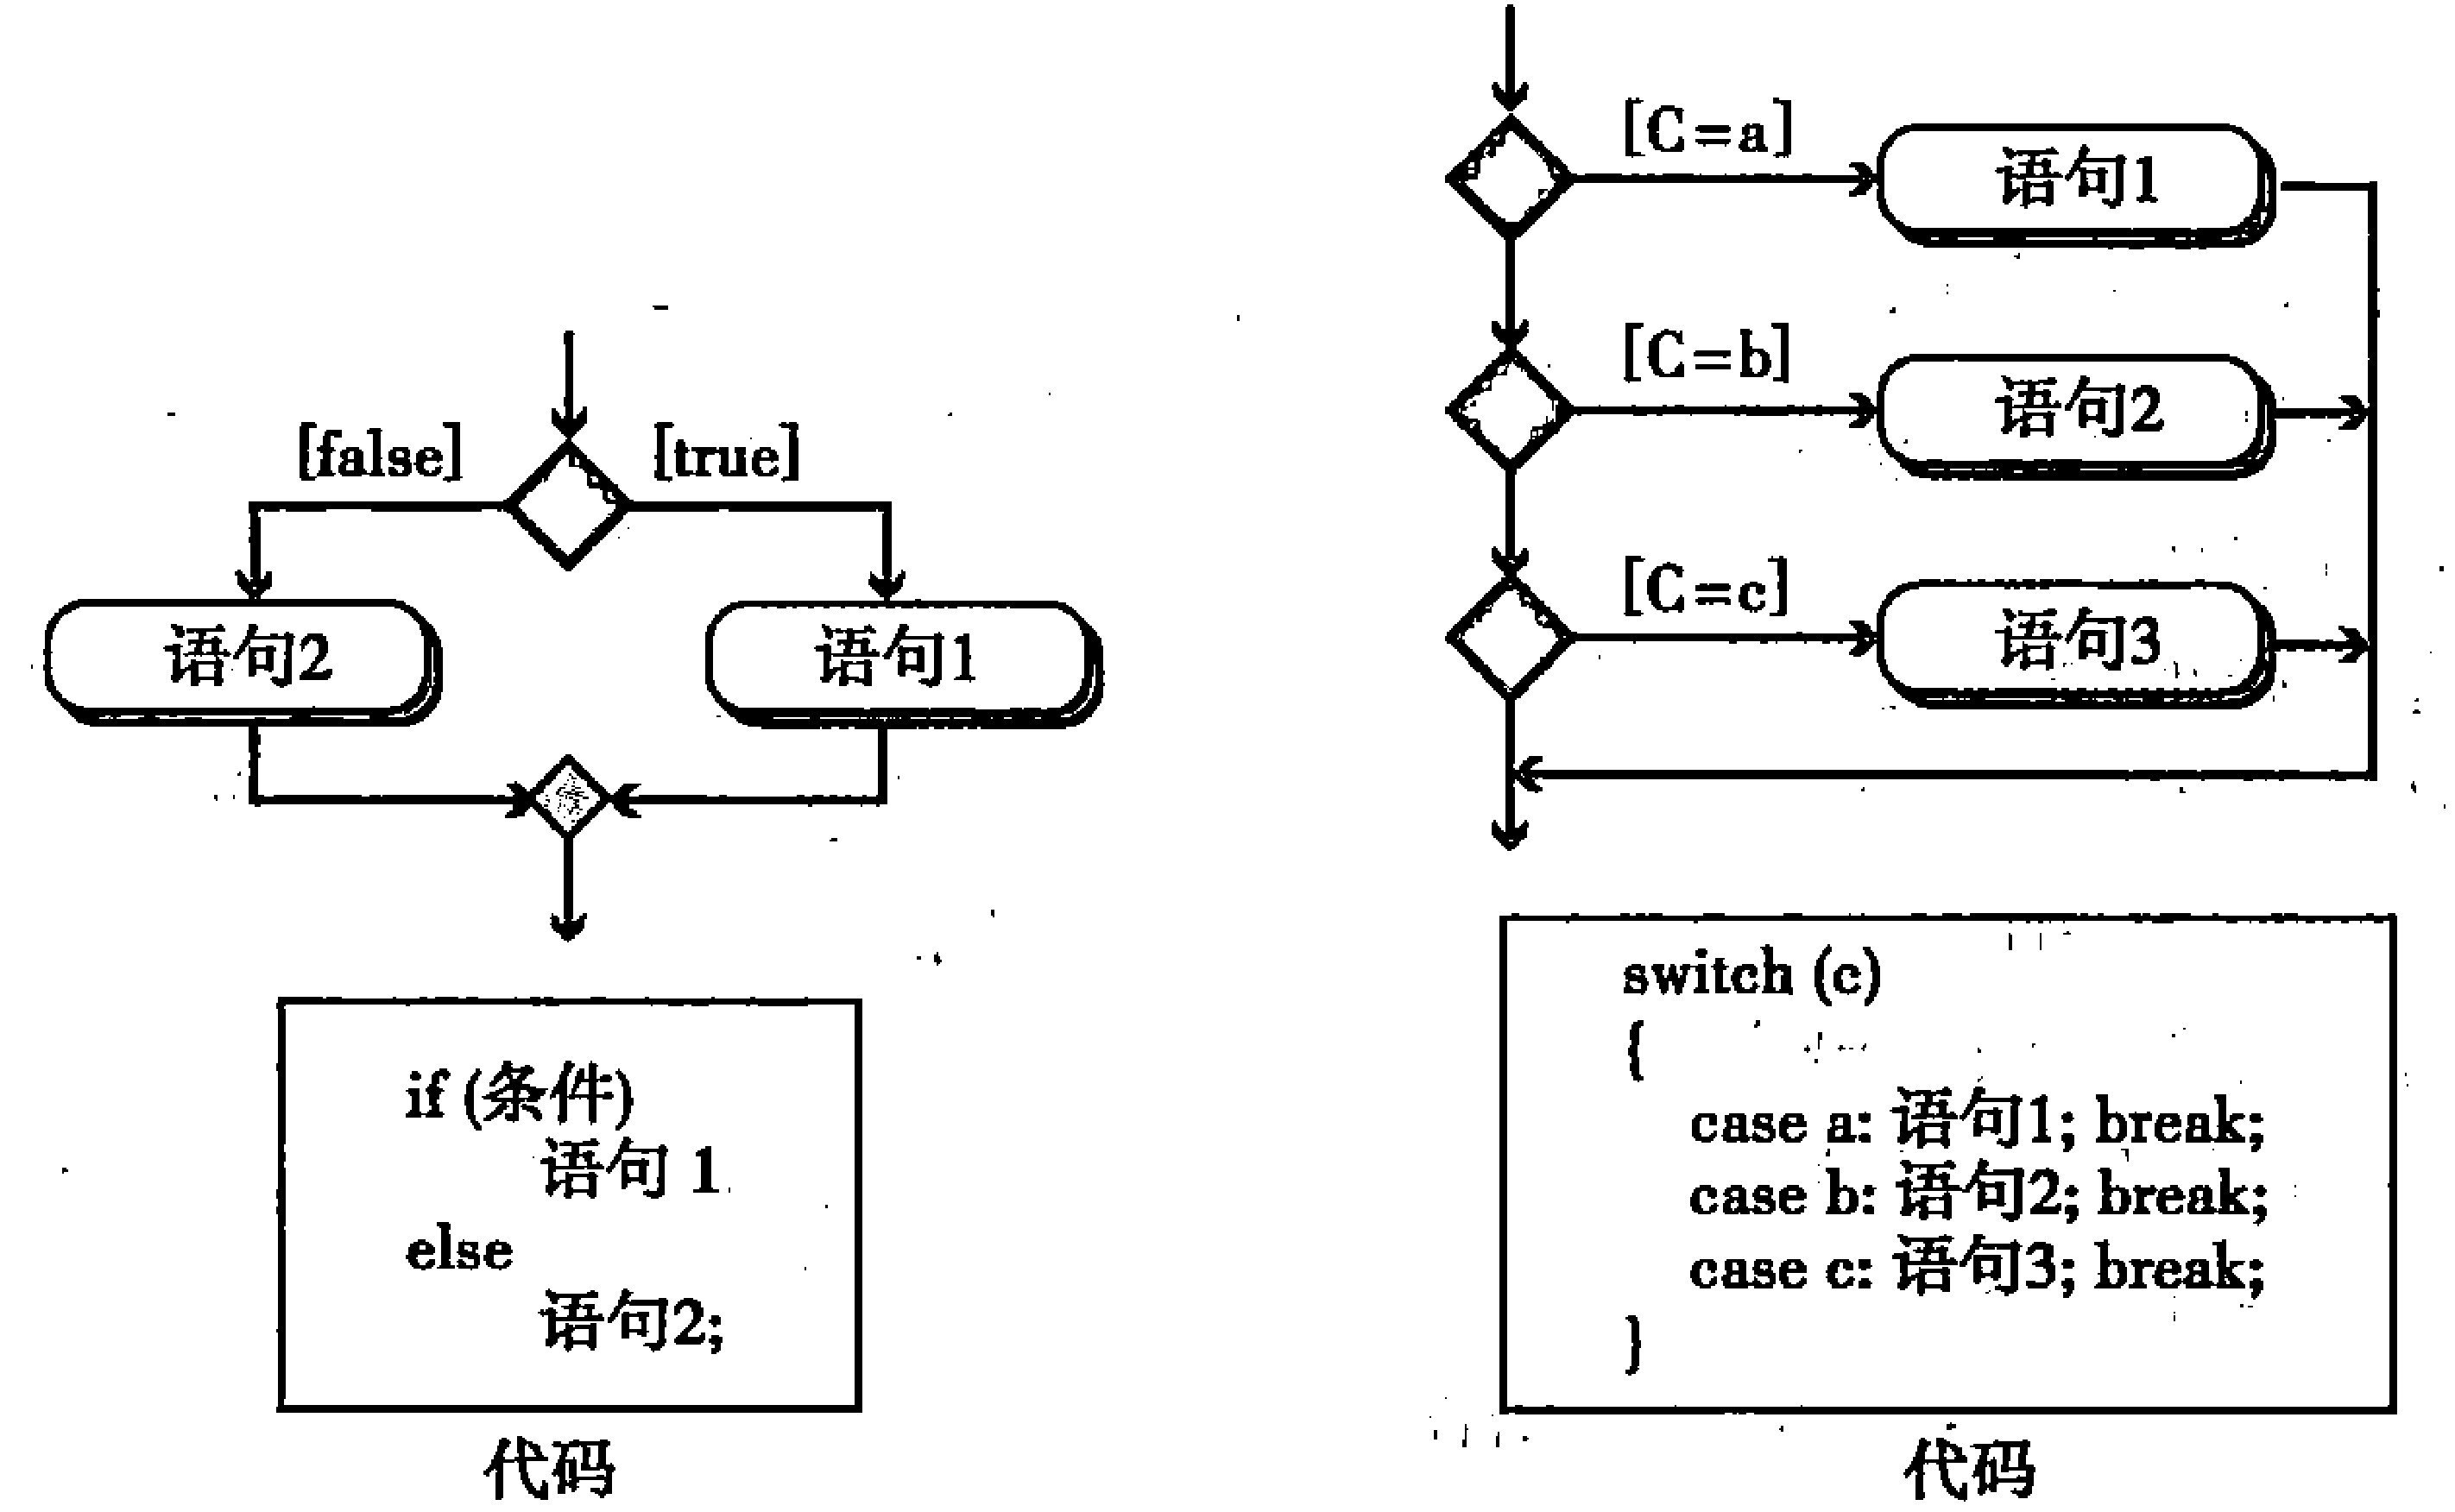 [false]
[true]
语句2
语句1
if (条件)
语句 1
else
语句2;
代码
[C=a]
语句1
[C=b]
语句2
[C=c]
语句3
switch (c)
{
case a: 语句1; break;
case b: 语句2; break;
case c: 语句3; break;
}
代码